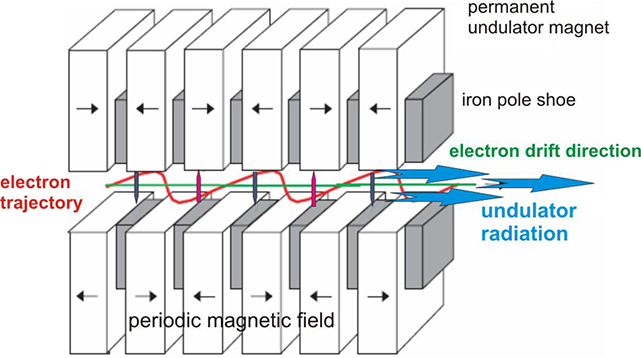 permanent
undulator magnet
iron pole shoe
electron drift direction
electron
trajectory
undulator
radiation
periodic magnetic field